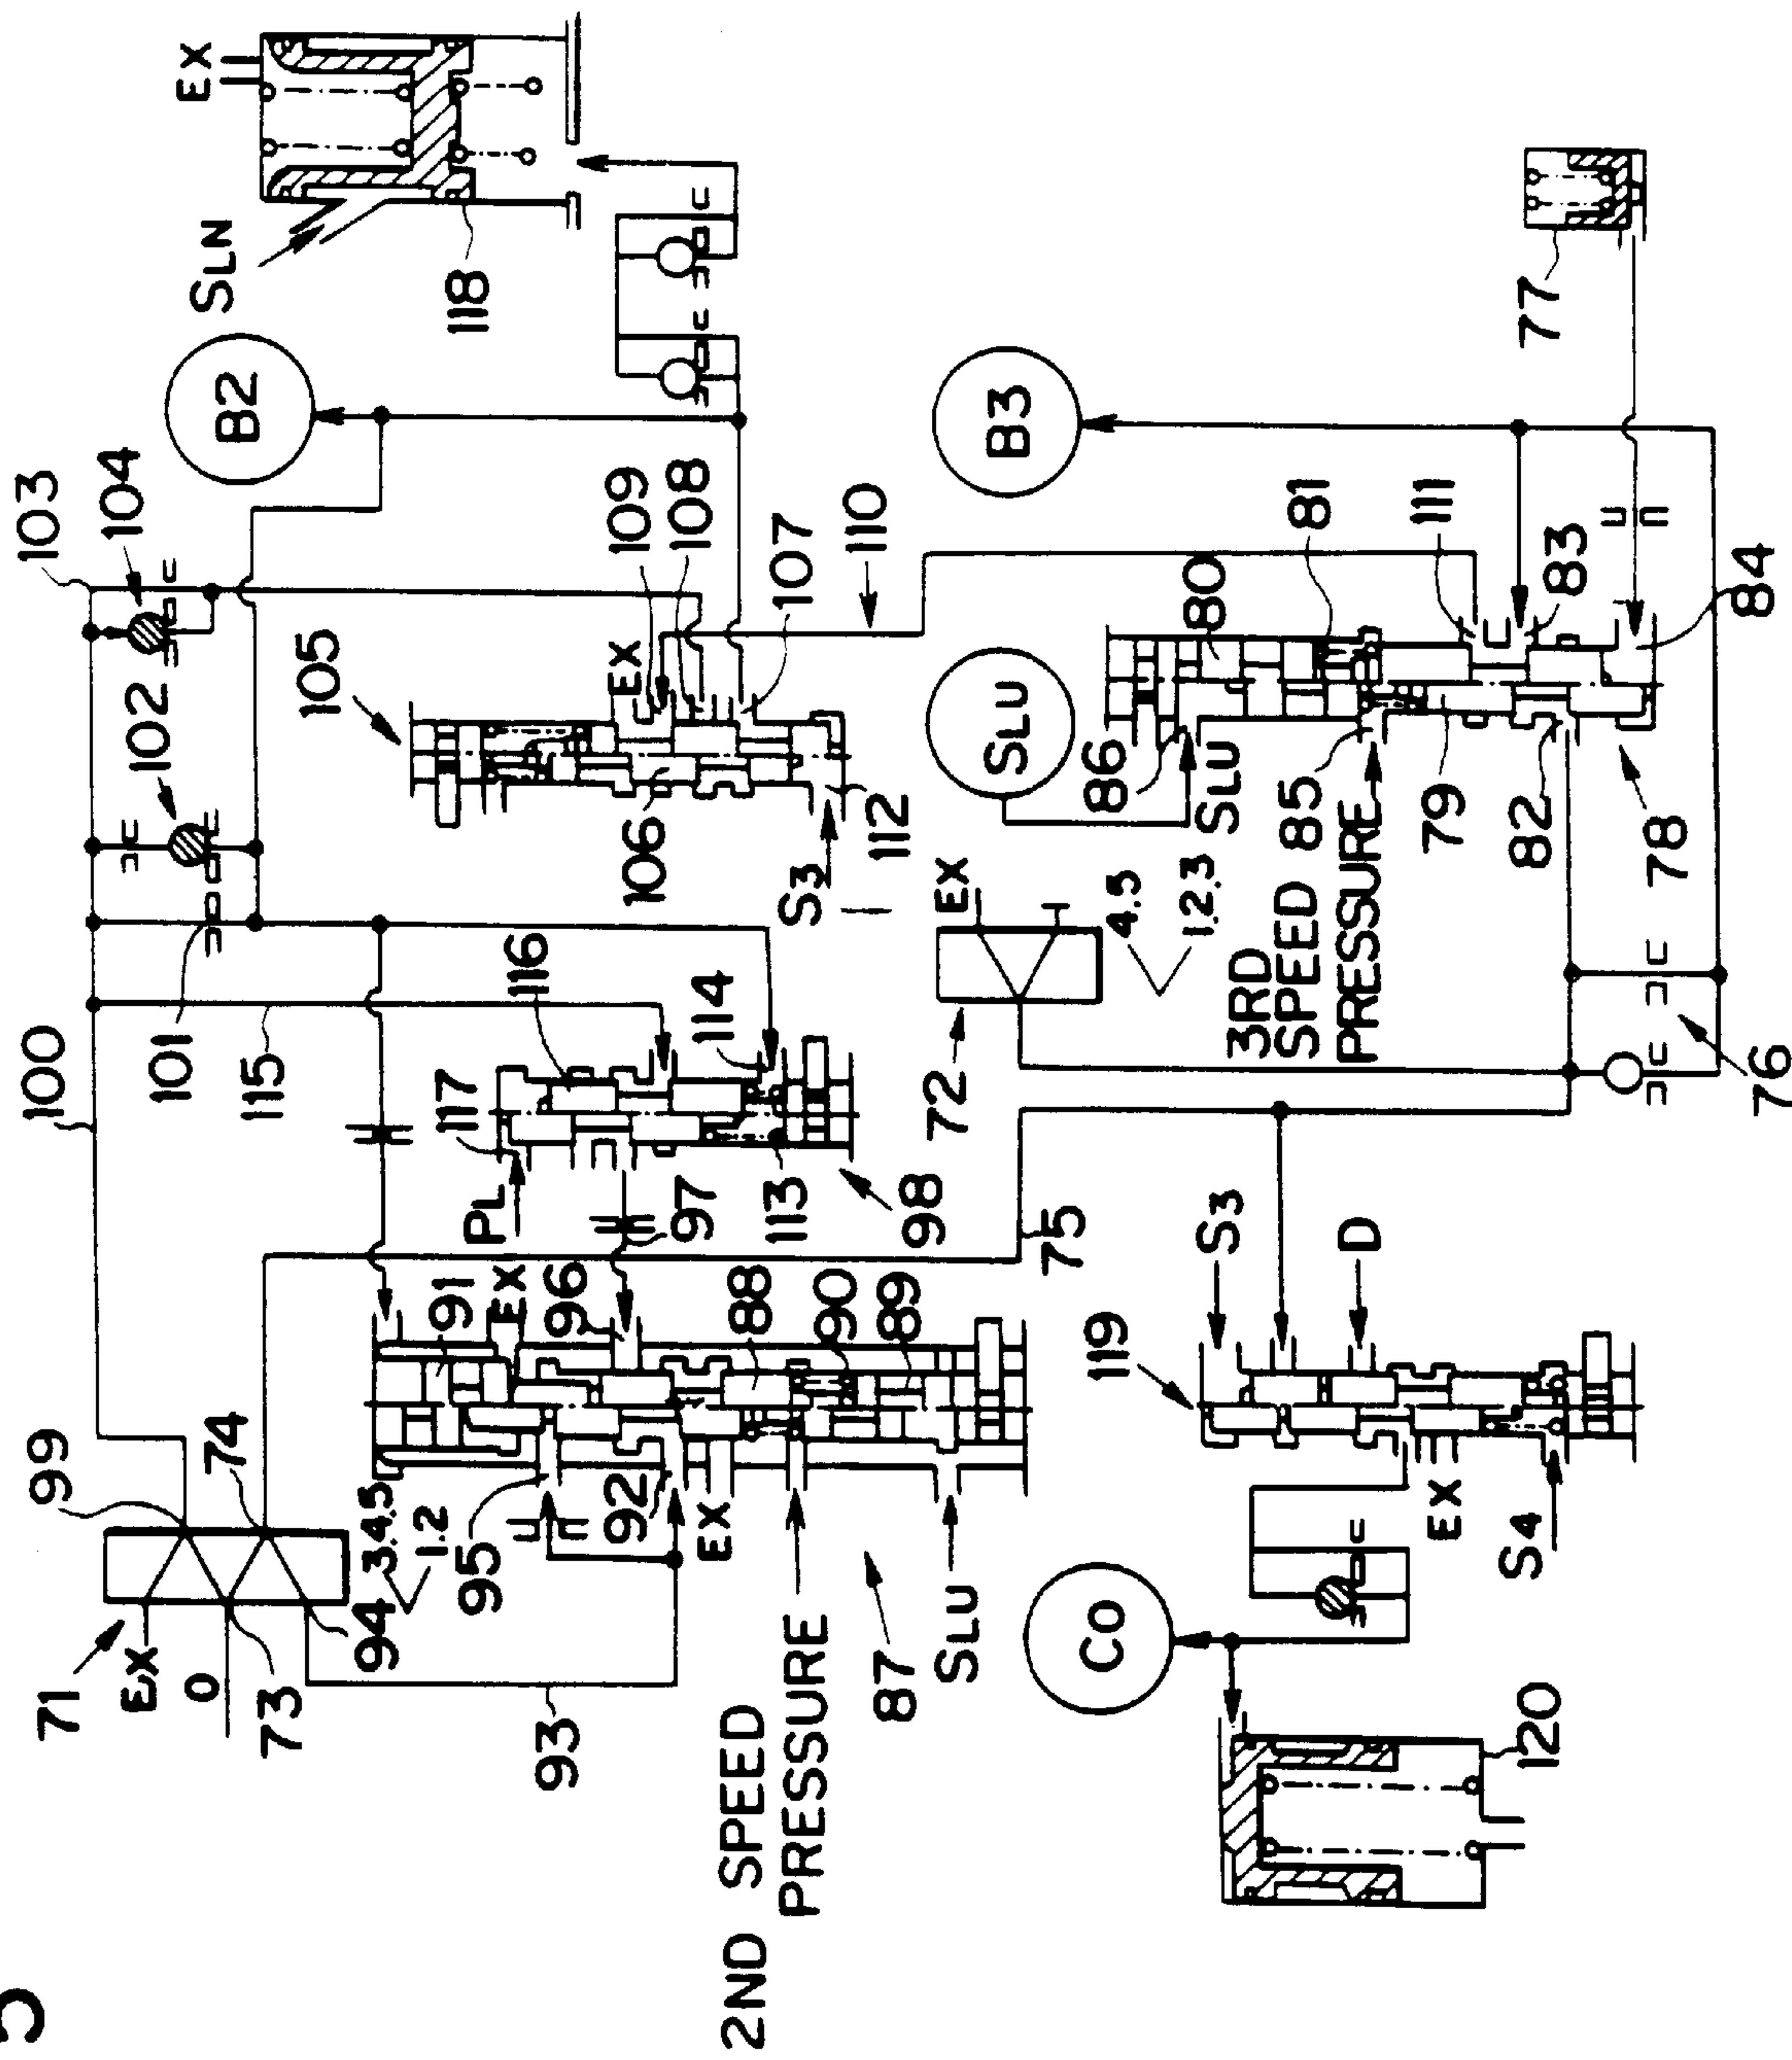 5
71
EX
O
73
94
3.4.5
1.2
99
74
93
95
92
EX
2ND SPEED
PRESSURE
87
SLU
91
EX
96
88
90
89
100
101
115
117
PL
116
114
97
113
98
75
103
104
102
105
106
EX
109
108
107
110
S3
112
B2
SLN
EX
118
72
EX
4.5
1.2.3
SLU
86
SLU
80
81
85
3RD
SPEED
PRESSURE
79
82
78
111
83
84
B3
77
76
119
S3
D
EX
S4
C0
120